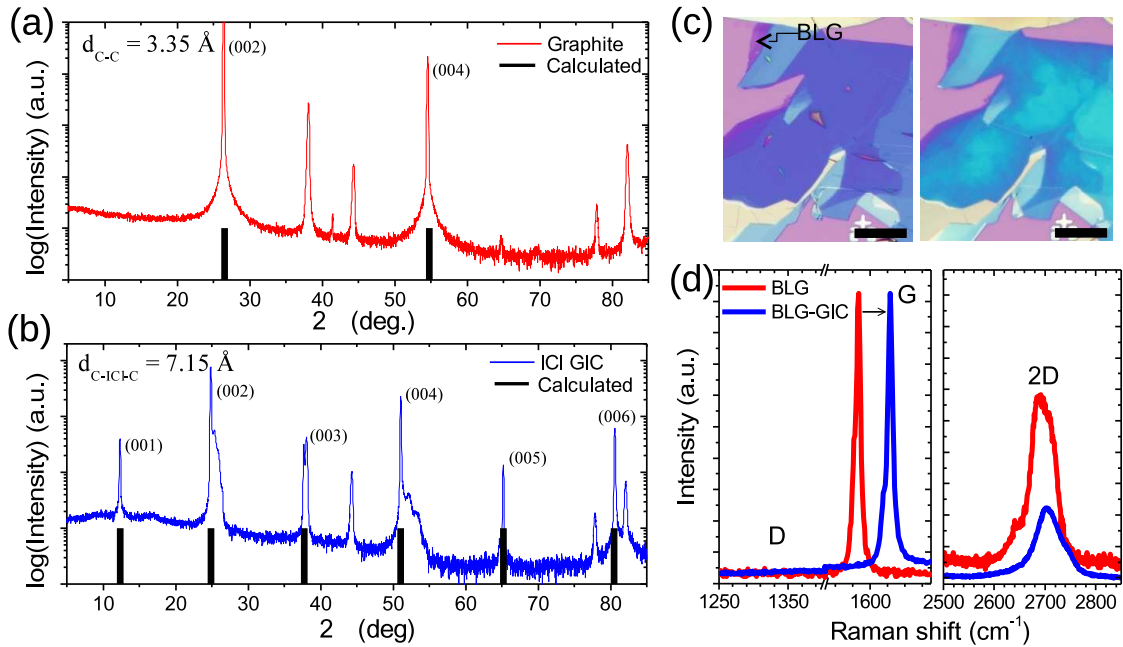 (a)
d_C-C = 3.35 Å
(002)
(004)
Graphite
Calculated
log(Intensity) (a.u.)
10 20 30 40 50 60 70 80
2 (deg.)
(b)
d_C-ICl-C = 7.15 Å
(001)
(002)
(003)
(004)
(005)
(006)
ICl GIC
Calculated
log(Intensity) (a.u.)
10 20 30 40 50 60 70 80
2 (deg)
(c)
BLG
(d)
BLG
BLG-GIC
G
D
2D
Intensity (a.u.)
1250 1350 1600 2500 2600 2700 2800
Raman shift (cm⁻¹)